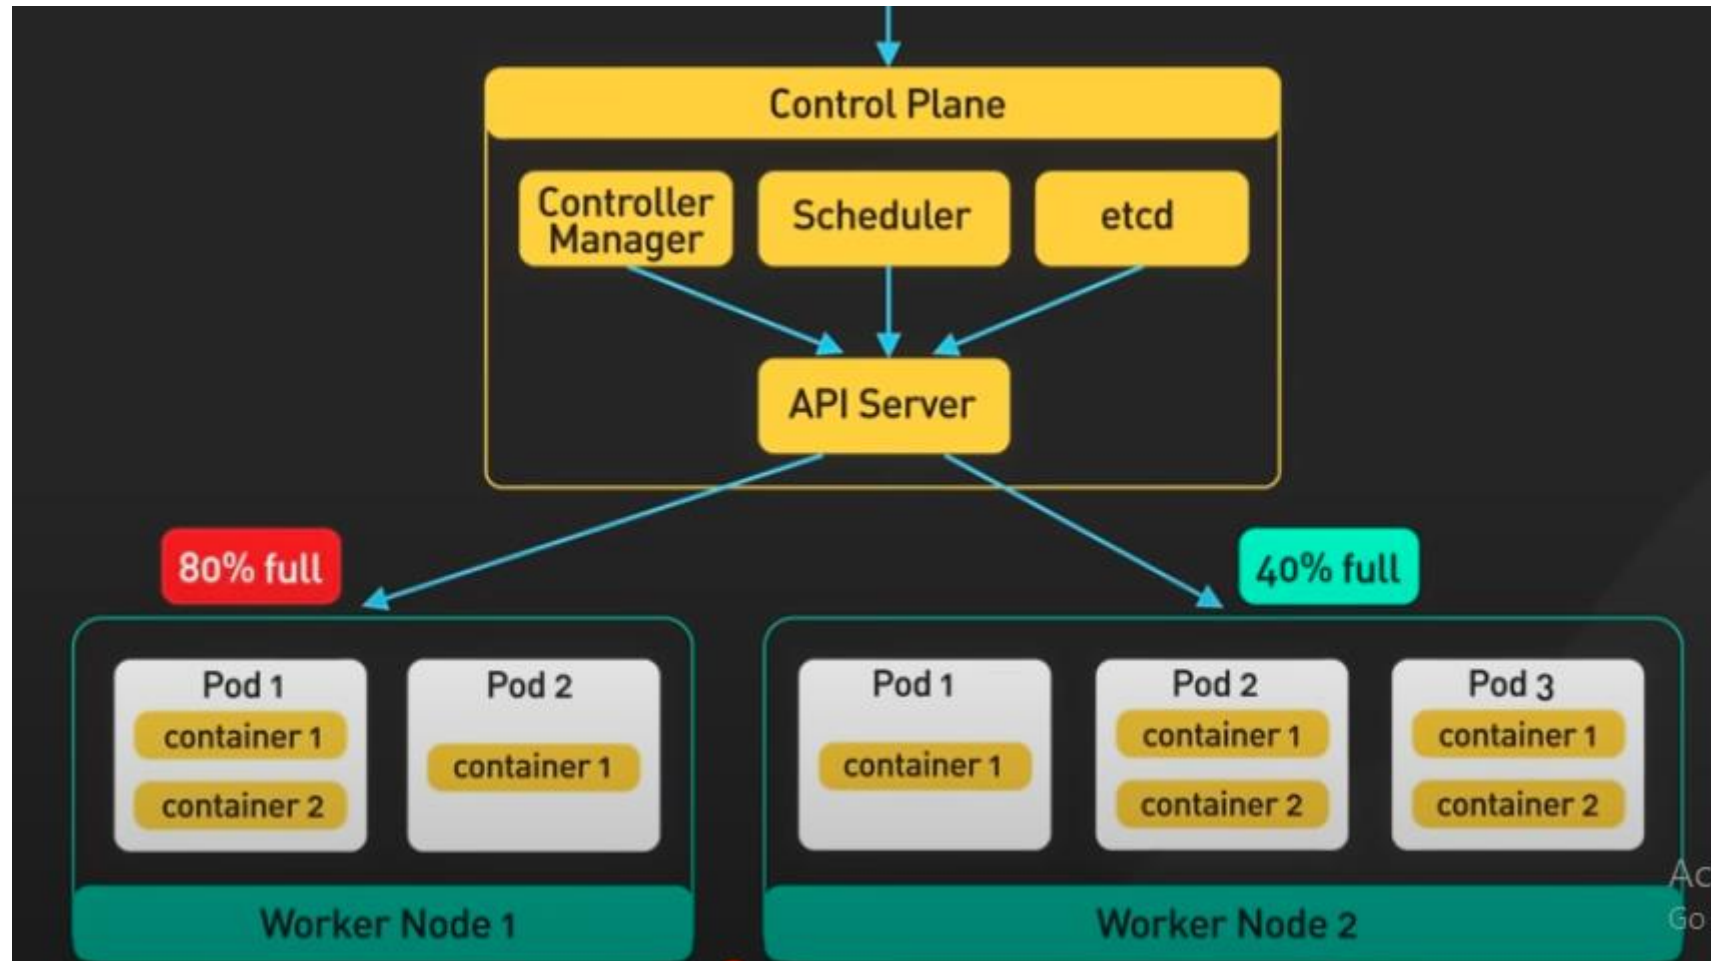 Control Plane
Controller
Manager
Scheduler
etcd
API Server
80% full
40% full
Pod 1
container 1
container 2
Pod 2
container 1
Worker Node 1
Pod 1
container 1
Pod 2
container 1
container 2
Pod 3
container 1
container 2
Worker Node 2
Ac
Go